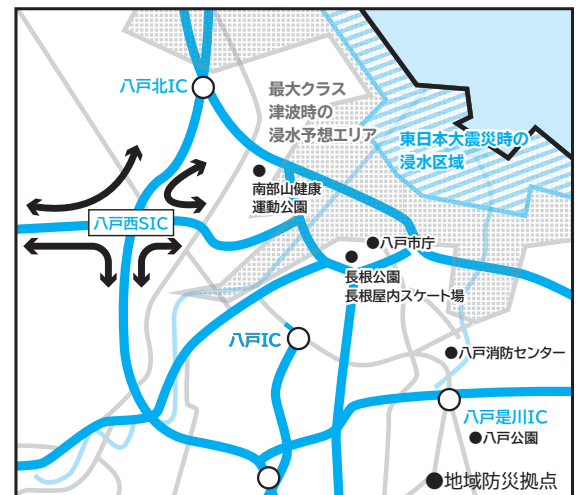 八戸北IC
最大クラス
津波時の
浸水予想エリア
東日本大震災時の
浸水区域
南部山健康
運動公園
八戸西SIC
●八戸市庁
長根公園
長根屋内スケート場
八戸IC
●八戸消防センター
八戸是川IC
●八戸公園
●地域防災拠点